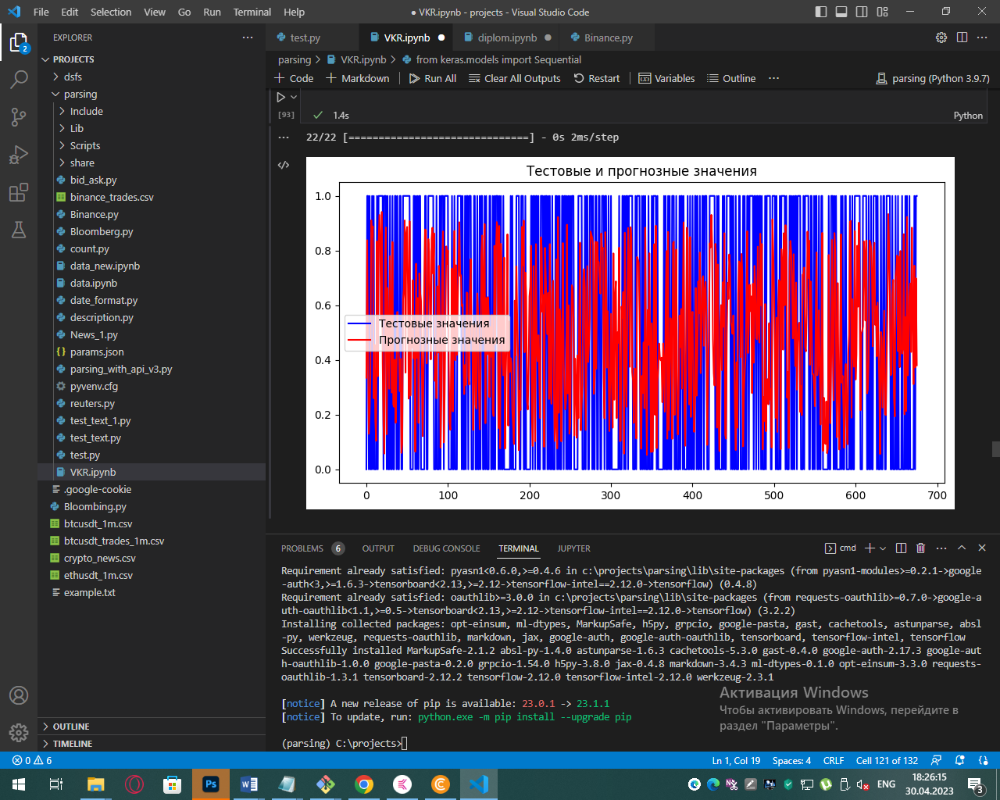 File Edit Selection View Go Run Terminal Help
● VKR.ipynb - projects - Visual Studio Code
EXPLORER
PROJECTS
dsfs
parsing
Include
Lib
Scripts
share
bid_ask.py
binance_trades.csv
Binance.py
Bloomberg.py
count.py
data_new.ipynb
data.ipynb
date_format.py
description.py
News_1.py
params.json
parsing_with_api_v3.py
pyvenv.cfg
reuters.py
test_text_1.py
test_text.py
test.py
VKR.ipynb
.google-cookie
Bloombing.py
btcusdt_1m.csv
btcusdt_trades_1m.csv
crypto_news.csv
ethusdt_1m.csv
example.txt
OUTLINE
TIMELINE
2
test.py VKR.ipynb diplom.ipynb Binance.py
parsing > VKR.ipynb > from keras.models import Sequential
Code Markdown Run All Clear All Outputs Restart Variables Outline parsing (Python 3.9.7)
[93] 1.4s Python
22/22 [==============================] - 0s 2ms/step
Тестовые и прогнозные значения
1.0
0.8
0.6
0.4
0.2
0.0
Тестовые значения
Прогнозные значения
0 100 200 300 400 500 600 700
PROBLEMS 6 OUTPUT DEBUG CONSOLE TERMINAL JUPYTER cmd
Requirement already satisfied: pyasn1<0.6.0,>=0.4.6 in c:\projects\parsing\lib\site-packages (from pyasn1-modules>=0.2.1->google
-auth<3,>=1.6.3->tensorboard<2.13,>=2.12->tensorflow-intel==2.12.0->tensorflow) (0.4.8)
Requirement already satisfied: oauthlib>=3.0.0 in c:\projects\parsing\lib\site-packages (from requests-oauthlib>=0.7.0->google-a
uth-oauthlib<1.1,>=0.5->tensorboard<2.13,>=2.12->tensorflow-intel==2.12.0->tensorflow) (3.2.2)
Installing collected packages: opt-einsum, ml-dtypes, MarkupSafe, h5py, grpcio, google-pasta, gast, cachetools, astunparse, absl
-py, werkzeug, requests-oauthlib, markdown, jax, google-auth, google-auth-oauthlib, tensorboard, tensorflow-intel, tensorflow
Successfully installed MarkupSafe-2.1.2 absl-py-1.4.0 astunparse-1.6.3 cachetools-5.3.0 gast-0.4.0 google-auth-2.17.3 google-aut
h-oauthlib-1.0.0 google-pasta-0.2.0 grpcio-1.54.0 h5py-3.8.0 jax-0.4.8 markdown-3.4.3 ml-dtypes-0.1.0 opt-einsum-3.3.0 requests-
oauthlib-1.3.1 tensorboard-2.12.2 tensorflow-2.12.0 tensorflow-intel-2.12.0 werkzeug-2.3.1
[notice] A new release of pip is available: 23.0.1 -> 23.1.1
[notice] To update, run: python.exe -m pip install --upgrade pip
(parsing) C:\projects>
Активация Windows
Чтобы активировать Windows, перейдите в
раздел "Параметры".
0 6 Ln 1, Col 19 Spaces: 4 CRLF Cell 121 of 132
Ps ENG 18:26:15
30.04.2023
3